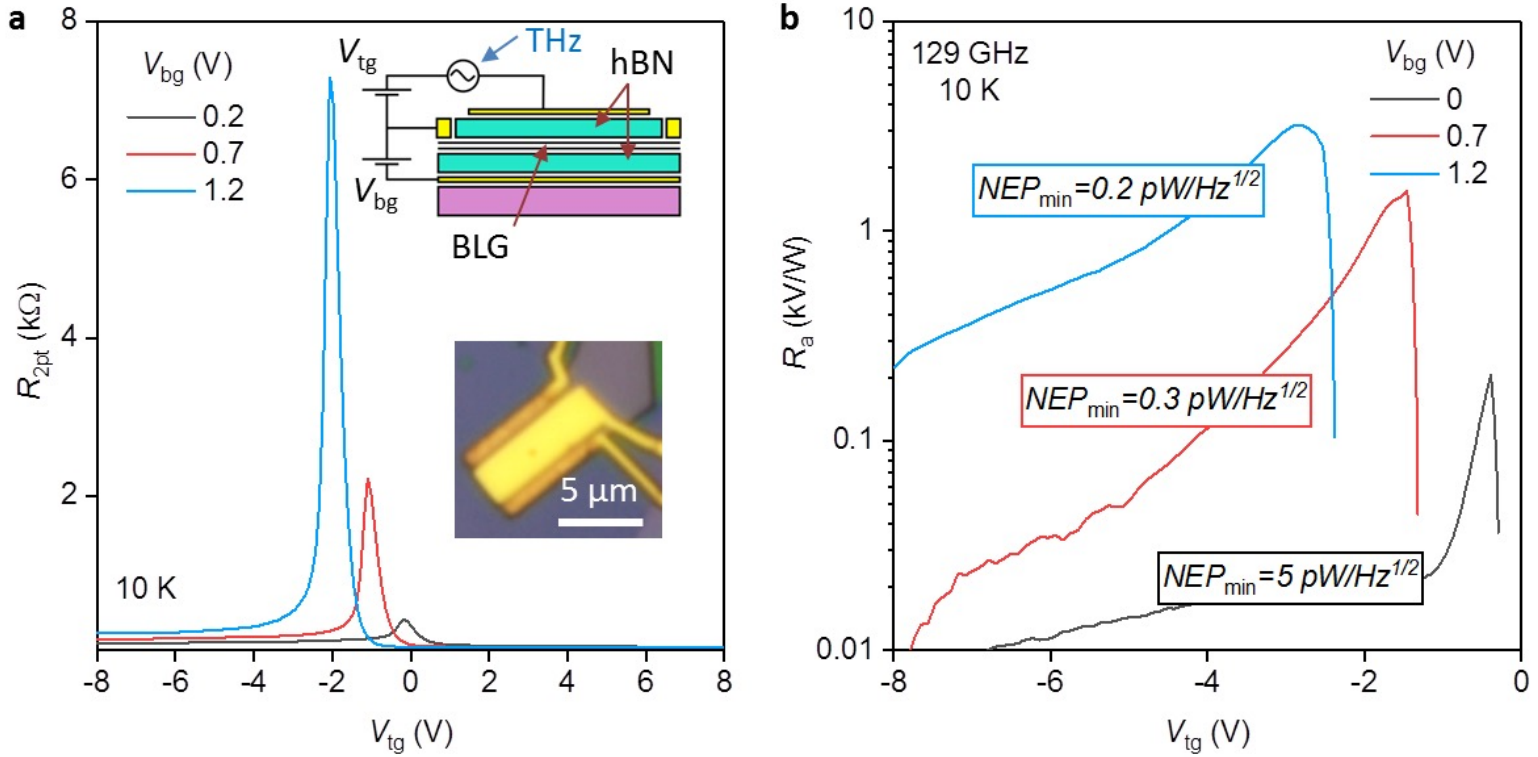 a
8
6
4
2
R2pt (kΩ)
Vbg (V)
0.2
0.7
1.2
Vtg
THz
hBN
Vbg
BLG
5 μm
10 K
-8 -6 -4 -2 0 2 4 6 8
Vtg (V)
b
10
1
0.1
0.01
Ra (kV/W)
129 GHz
10 K
Vbg (V)
0
0.7
1.2
NEPmin=0.2 pW/Hz1/2
NEPmin=0.3 pW/Hz1/2
NEPmin=5 pW/Hz1/2
-8 -6 -4 -2 0
Vtg (V)